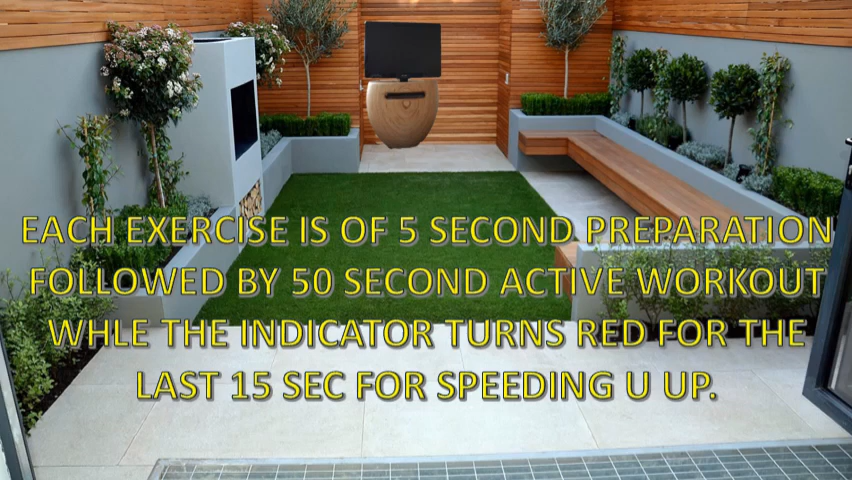 EACH EXERCISE IS OF 5 SECOND PREPARATION
FOLLOWED BY 50 SECOND ACTIVE WORKOUT
WHLE THE INDICATOR TURNS RED FOR THE
LAST 15 SEC FOR SPEEDING U UP.